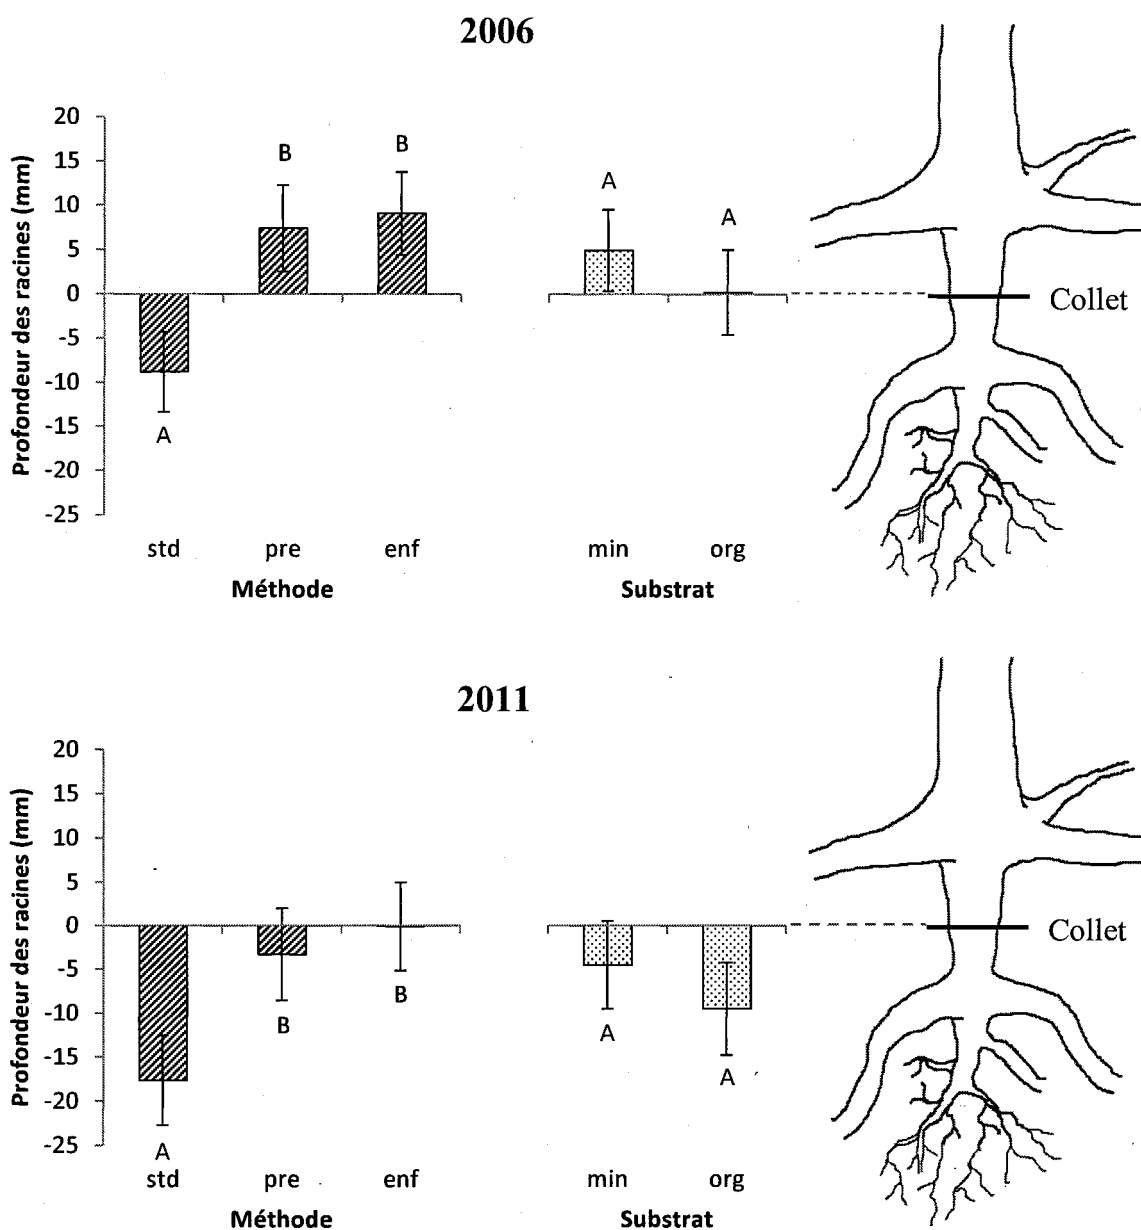 2006
Profondeur des racines (mm)
20
15
10
5
0
-5
-10
-15
-20
-25
A
B
B
A
A
Collet
std pre enf
min org
Méthode
Substrat
2011
Profondeur des racines (mm)
20
15
10
5
0
-5
-10
-15
-20
-25
A
B
B
A
A
Collet
std pre enf
min org
Méthode
Substrat